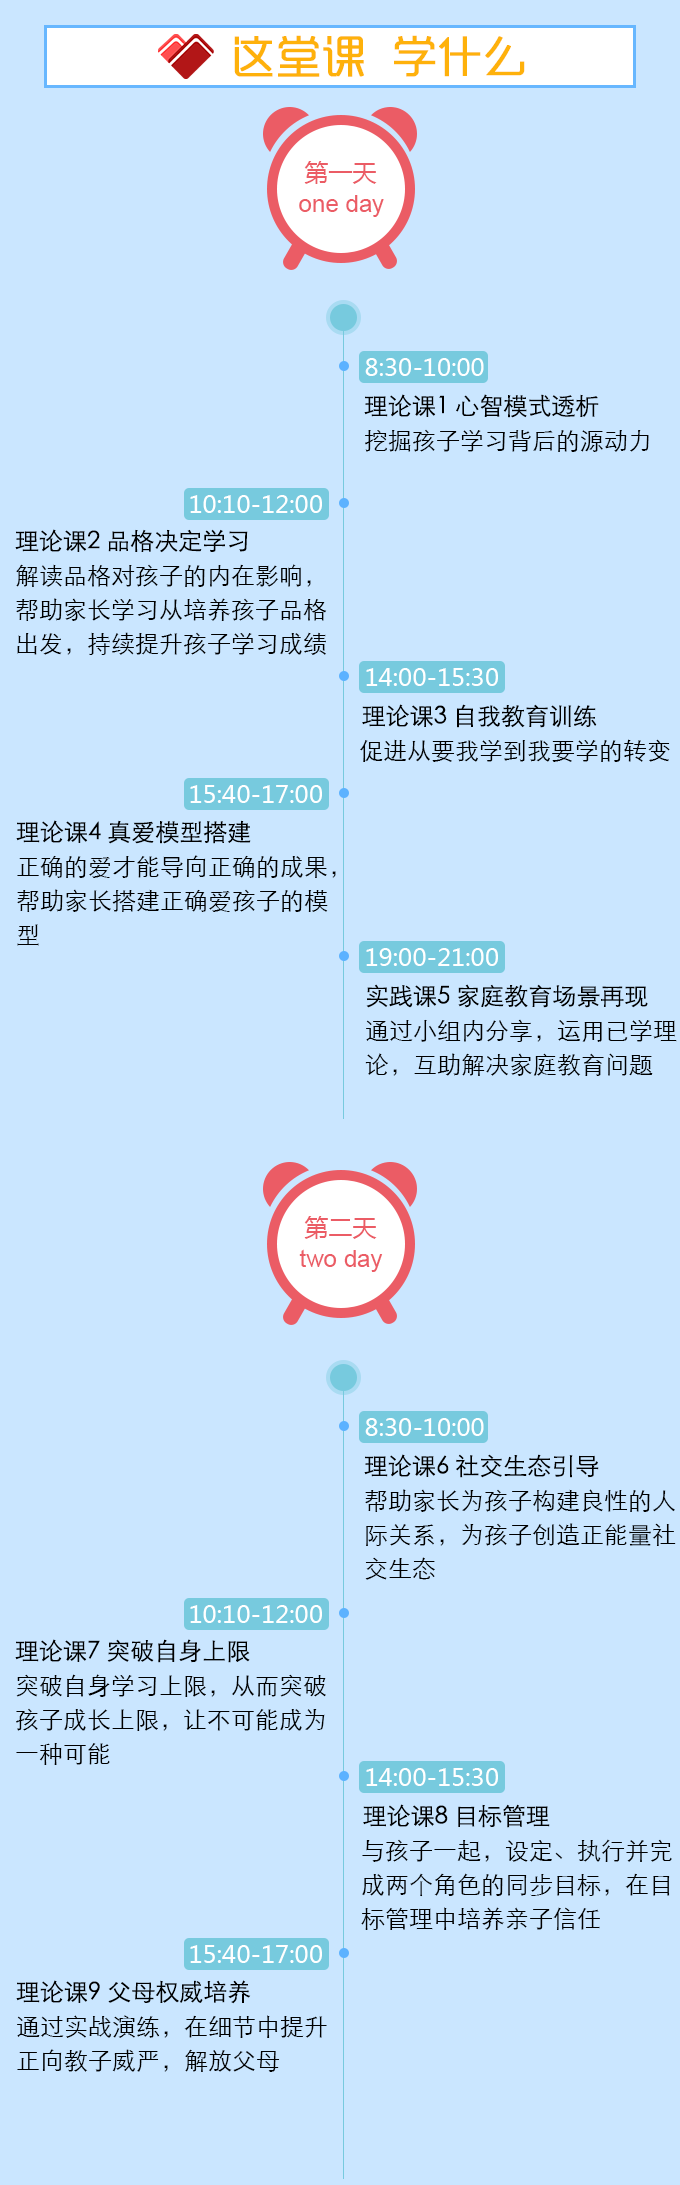 这堂课 学什么
第一天
one day
8:30-10:00
理论课1 心智模式透析
挖掘孩子学习背后的源动力
10:10-12:00
理论课2 品格决定学习
解读品格对孩子的内在影响，
帮助家长学习从培养孩子品格
出发，持续提升孩子学习成绩
14:00-15:30
理论课3 自我教育训练
促进从要我学到我要学的转变
15:40-17:00
理论课4 真爱模型搭建
正确的爱才能导向正确的成果，
帮助家长搭建正确爱孩子的模
型
19:00-21:00
实践课5 家庭教育场景再现
通过小组内分享，运用已学理
论，互助解决家庭教育问题
第二天
two day
8:30-10:00
理论课6 社交生态引导
帮助家长为孩子构建良性的人
际关系，为孩子创造正能量社
交生态
10:10-12:00
理论课7 突破自身上限
突破自身学习上限，从而突破
孩子成长上限，让不可能成为
一种可能
14:00-15:30
理论课8 目标管理
与孩子一起，设定、执行并完
成两个角色的同步目标，在目
标管理中培养亲子信任
15:40-17:00
理论课9 父母权威培养
通过实战演练，在细节中提升
正向教子威严，解放父母